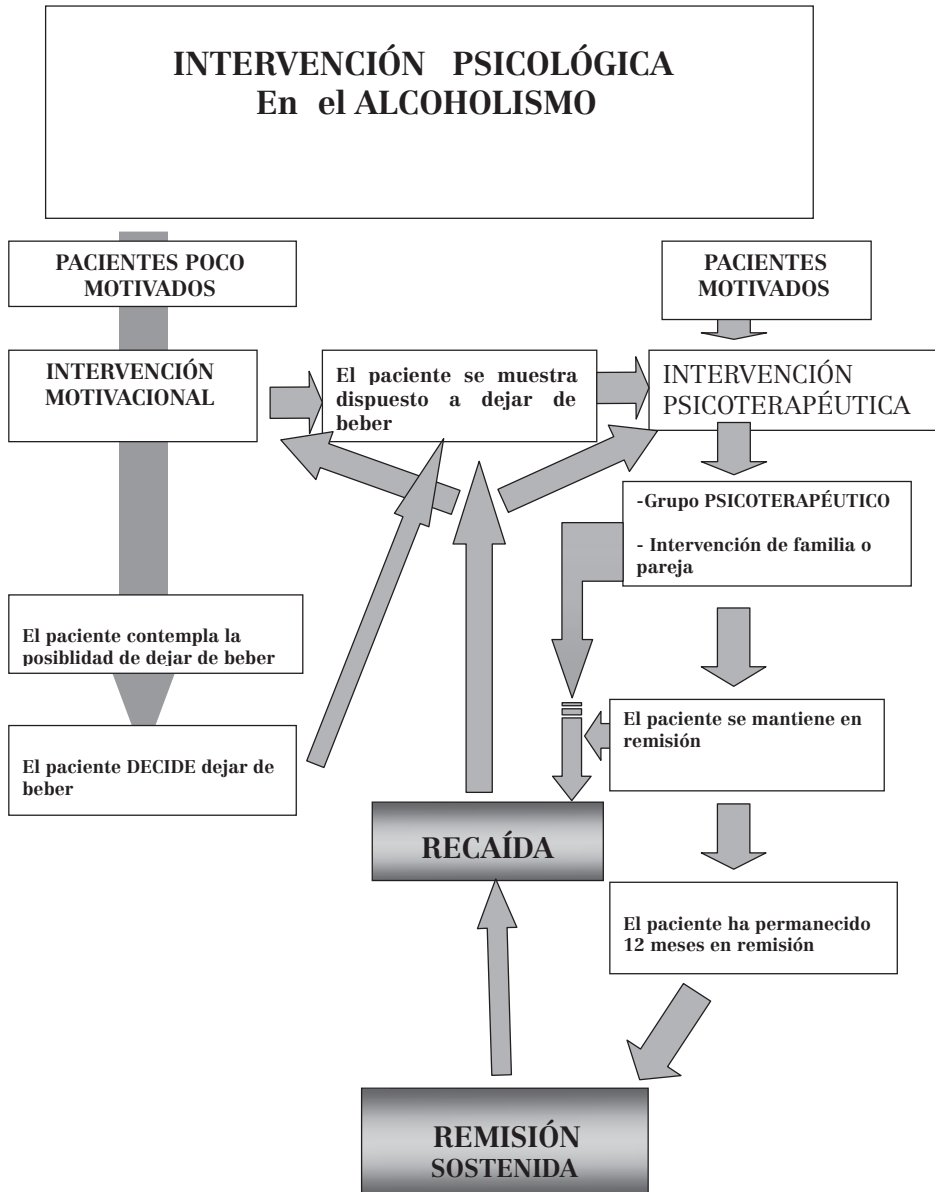 INTERVENCIÓN PSICOLÓGICA
En el ALCOHOLISMO
PACIENTES POCO
MOTIVADOS
PACIENTES
MOTIVADOS
INTERVENCIÓN
MOTIVACIONAL
El paciente se muestra
dispuesto a dejar de
beber
INTERVENCIÓN
PSICOTERAPÉUTICA
-Grupo PSICOTERAPÉUTICO
- Intervención de familia o
pareja
El paciente contempla la
posiblidad de dejar de beber
El paciente se mantiene en
remisión
El paciente DECIDE dejar de
beber
RECAÍDA
El paciente ha permanecido
12 meses en remisión
REMISIÓN
SOSTENIDA